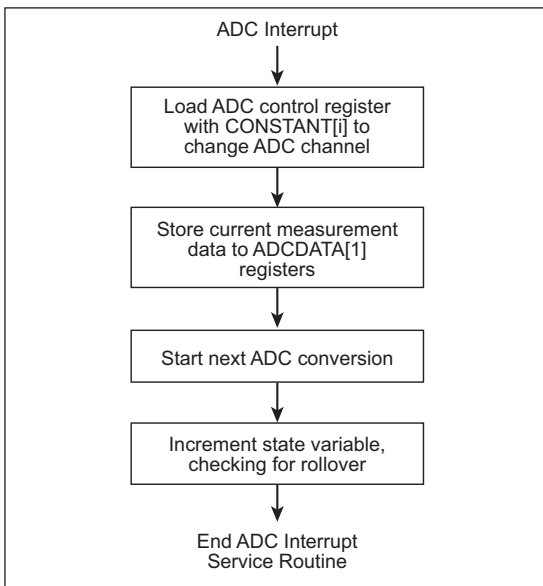 ADC Interrupt
Load ADC control register
with CONSTANT[i] to
change ADC channel
Store current measurement
data to ADCDATA[1]
registers
Start next ADC conversion
Increment state variable,
checking for rollover
End ADC Interrupt
Service Routine